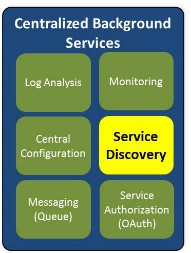 Centralized Background
Services
Log Analysis
Monitoring
Central
Configuration
Service
Discovery
Messaging
(Queue)
Service
Authorization
(OAuth)